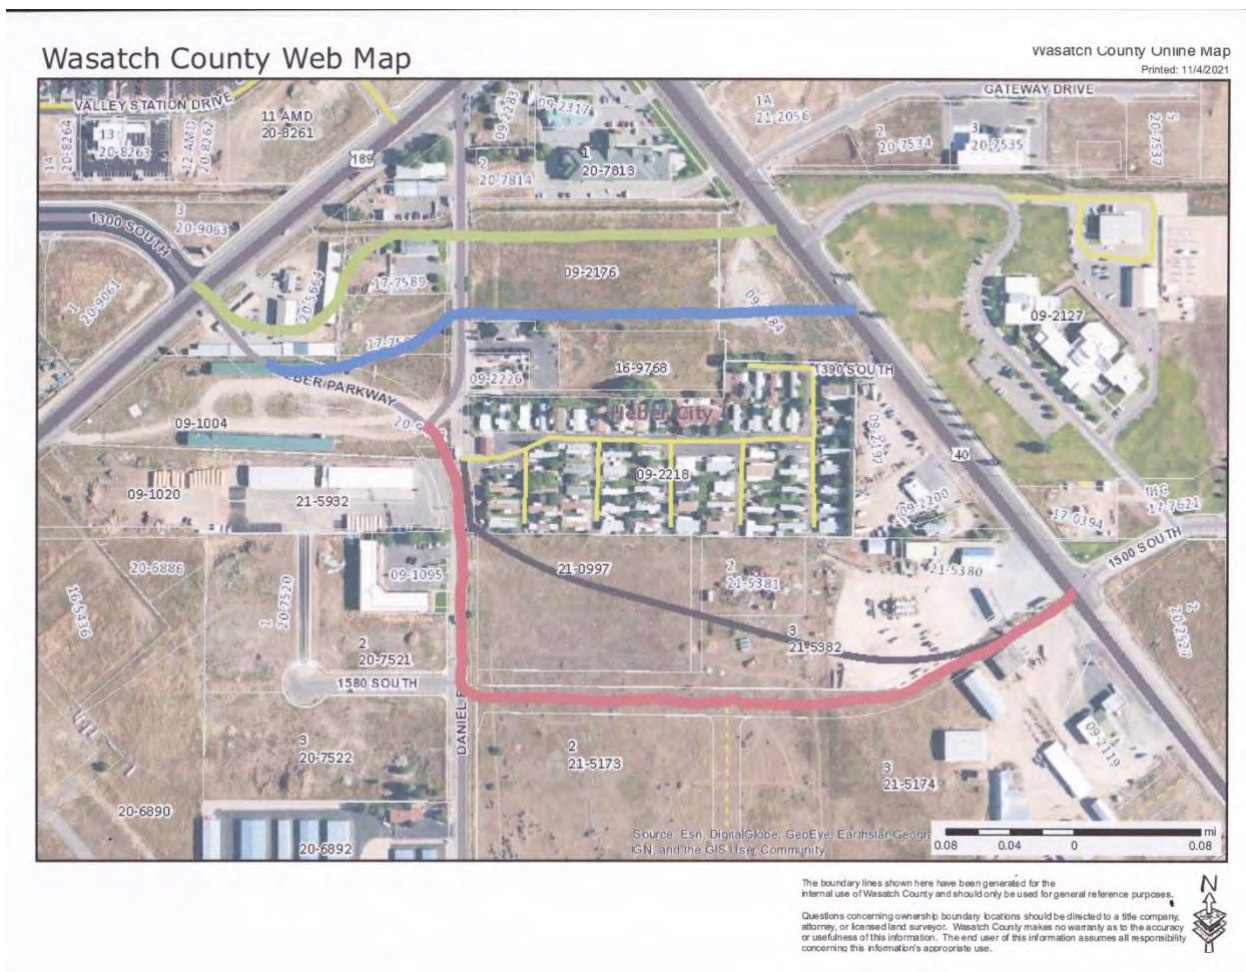 Wasatch County Web Map
Wasatch County Online Map
Printed: 11/4/2021
VALLEY STATION DRIVE
GATEWAY DRIVE
11 AMD
20-8261
09-2283
09-2317
1A
21-2056
1A
20-8264
13
20-8263
12 AMD
20-8262
189
2
20-7814
1
20-7813
2
20-7534
3
20-7535
20-7537
1300 SOUTH
3
20-9063
1
20-9061
20-5664
17-7589
09-2176
09-2127
HEBER PARKWAY
09-2226
16-9768
1390 SOUTH
Heber City
09-1004
09-2218
09-2197
40
09-1020
21-5932
09-2200
17-0394
17-7621
1500 SOUTH
20-6886
16-5436
1
20-7520
09-1095
21-0997
2
21-5381
21-5380
3
21-5382
2
20-7521
1580 SOUTH
DANIEL
3
20-7522
2
21-5173
3
21-5174
09-2119
20-6890
20-6892
Source: Esri, DigitalGlobe, GeoEye, Earthstar Geogra
IGN, and the GIS User Community
mi
0.08 0.04 0 0.08
The boundary lines shown here have been generated for the
internal use of Wasatch County and should only be used for general reference purposes.
Questions concerning ownership boundary locations should be directed to a title company,
attorney, or licensed land surveyor. Wasatch County makes no warranty as to the accuracy
or usefulness of this information. The end user of this information assumes all responsibility
concerning this information's appropriate use.
N